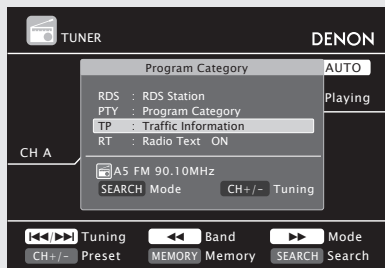 TUNER
DENON
Program Category
AUTO
RDS : RDS Station
Playing
PTY : Program Category
TP : Traffic Information
RT : Radio Text ON
CH A
A5 FM 90.10MHz
SEARCH Mode CH+/− Tuning
⏮/⏭ Tuning ◀◀ Band ▶▶ Mode
CH+/− Preset MEMORY Memory SEARCH Search